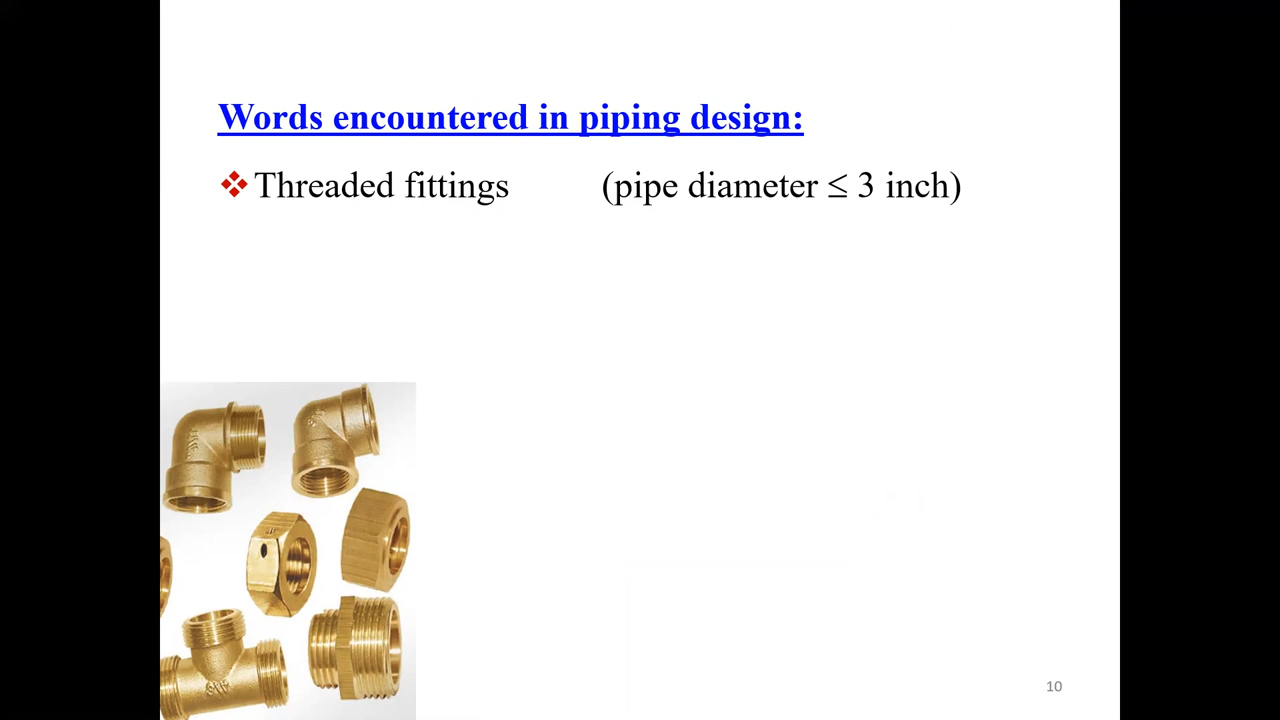 Words encountered in piping design:
❖ Threaded fittings (pipe diameter ≤ 3 inch)
10